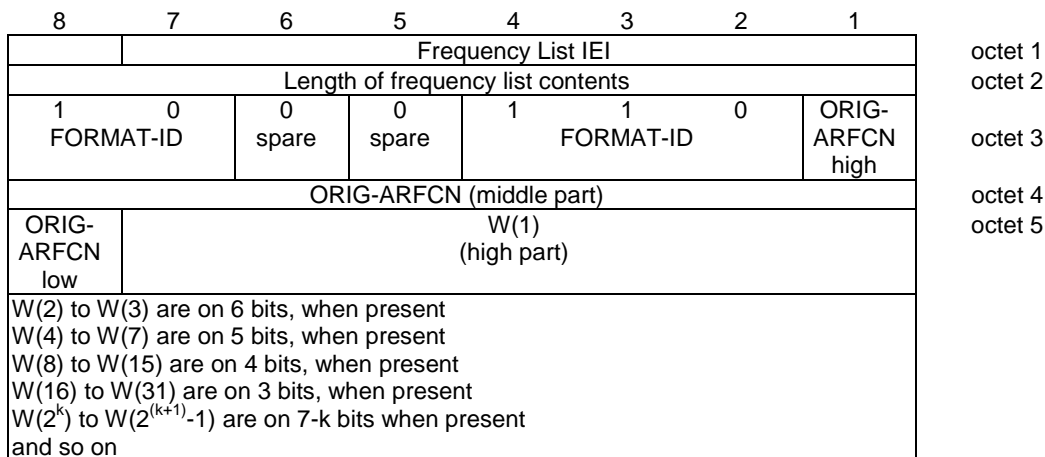 8 7 6 5 4 3 2 1
Frequency List IEI octet 1
Length of frequency list contents octet 2
1 0 0 0 1 1 0 ORIG-
FORMAT-ID spare spare FORMAT-ID ARFCN octet 3
high
ORIG-ARFCN (middle part) octet 4
ORIG- W(1) octet 5
ARFCN (high part)
low
W(2) to W(3) are on 6 bits, when present
W(4) to W(7) are on 5 bits, when present
W(8) to W(15) are on 4 bits, when present
W(16) to W(31) are on 3 bits, when present
W(2^k) to W(2^(k+1)-1) are on 7-k bits when present
and so on